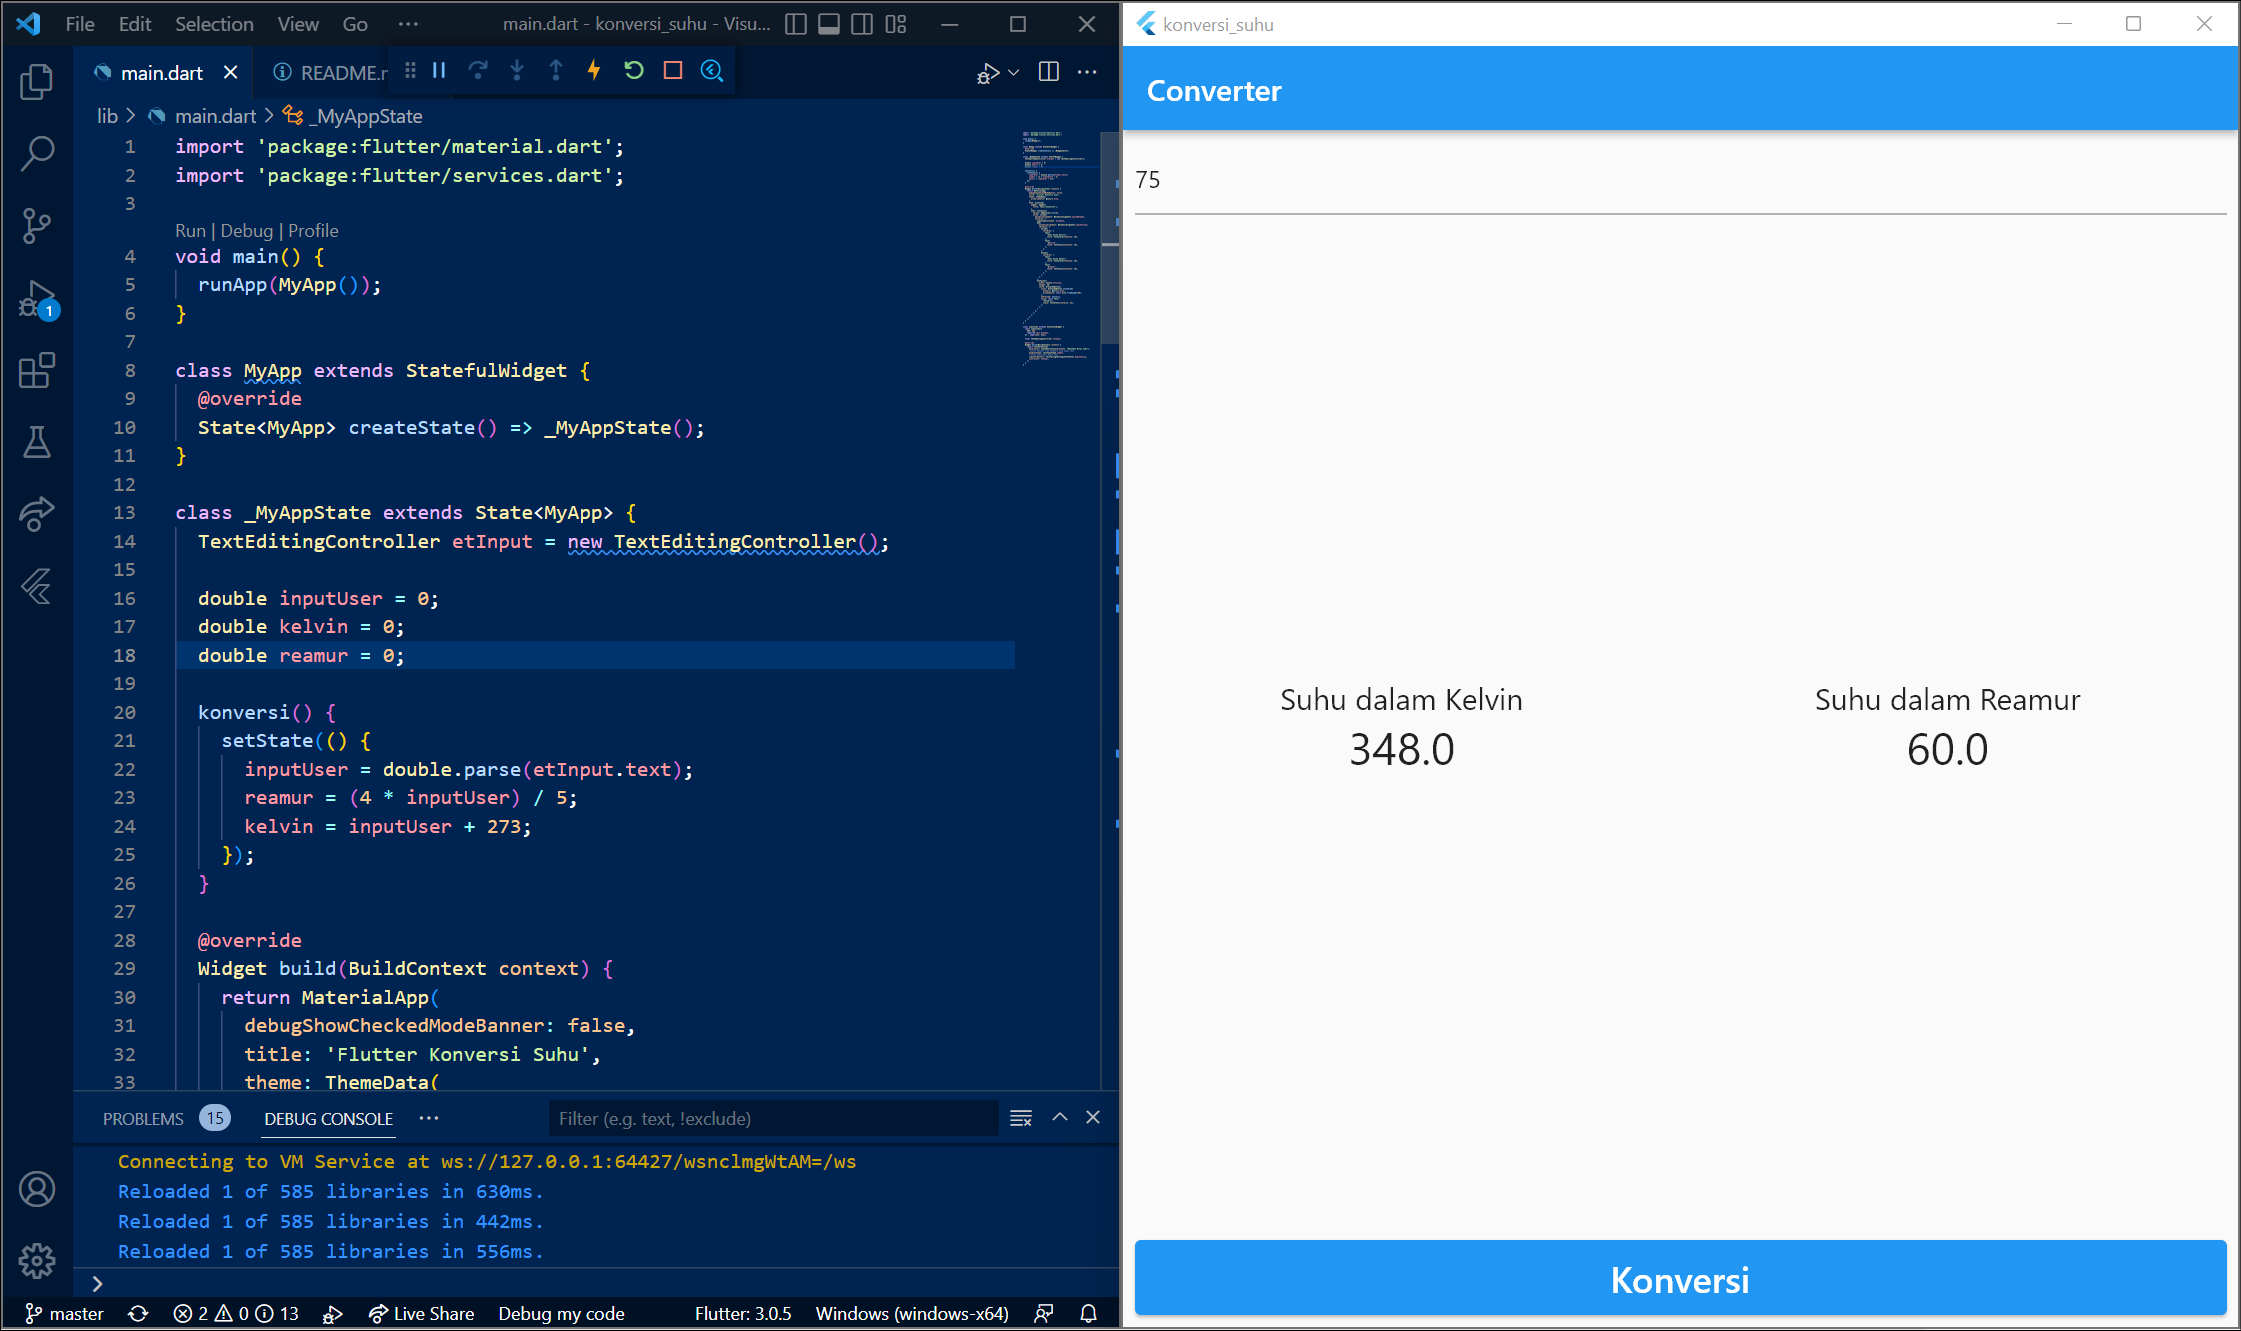 File Edit Selection View Go ··· main.dart - konversi_suhu - Visu...
main.dart README.r
lib > main.dart > _MyAppState
1 import 'package:flutter/material.dart';
2 import 'package:flutter/services.dart';
3
Run | Debug | Profile
4 void main() {
5 runApp(MyApp());
6 }
7
8 class MyApp extends StatefulWidget {
9 @override
10 State<MyApp> createState() => _MyAppState();
11 }
12
13 class _MyAppState extends State<MyApp> {
14 TextEditingController etInput = new TextEditingController();
15
16 double inputUser = 0;
17 double kelvin = 0;
18 double reamur = 0;
19
20 konversi() {
21 setState(() {
22 inputUser = double.parse(etInput.text);
23 reamur = (4 * inputUser) / 5;
24 kelvin = inputUser + 273;
25 });
26 }
27
28 @override
29 Widget build(BuildContext context) {
30 return MaterialApp(
31 debugShowCheckedModeBanner: false,
32 title: 'Flutter Konversi Suhu',
33 theme: ThemeData(
1
PROBLEMS 15 DEBUG CONSOLE ··· Filter (e.g. text, !exclude)
Connecting to VM Service at ws://127.0.0.1:64427/wsnclmgWtAM=/ws
Reloaded 1 of 585 libraries in 630ms.
Reloaded 1 of 585 libraries in 442ms.
Reloaded 1 of 585 libraries in 556ms.
>
master 2 0 13 Live Share Debug my code Flutter: 3.0.5 Windows (windows-x64)
konversi_suhu
Converter
75
Suhu dalam Kelvin
348.0
Suhu dalam Reamur
60.0
Konversi